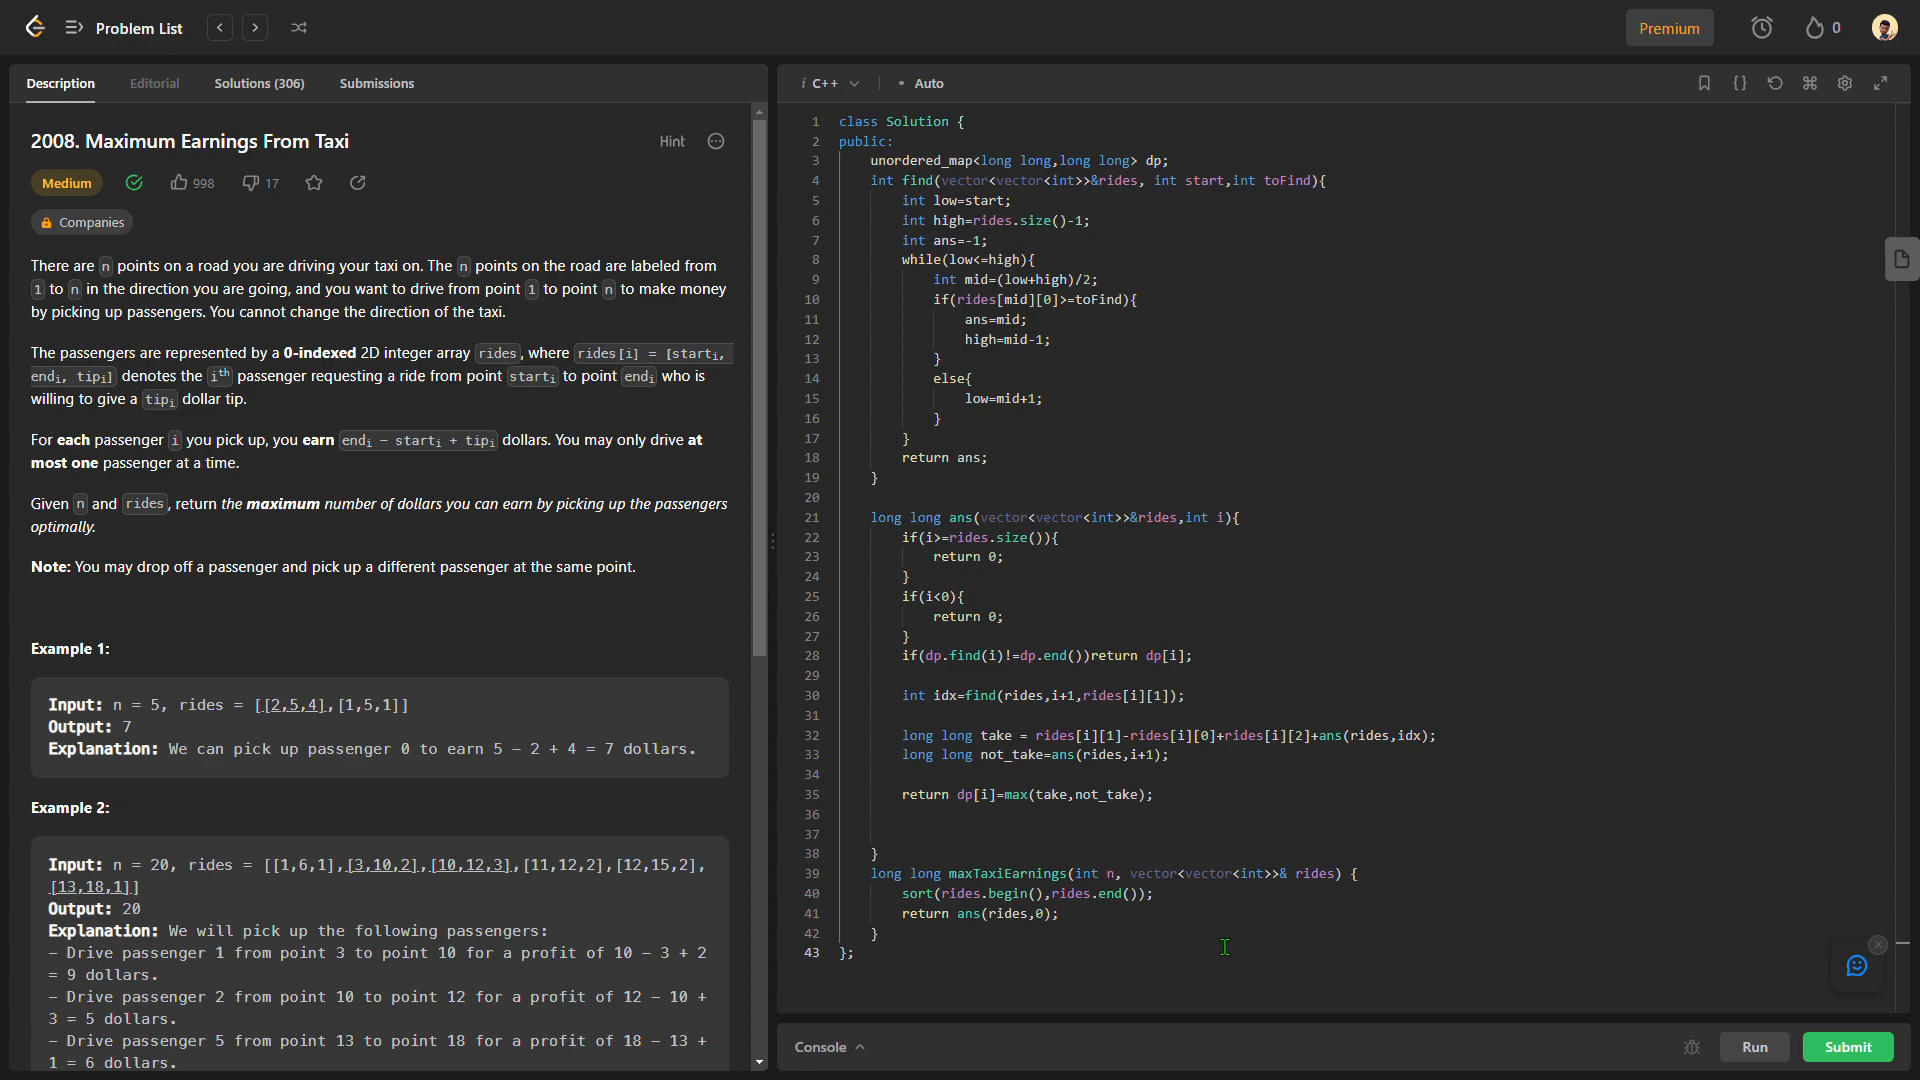 Problem List
Premium
0
Description
Editorial
Solutions (306)
Submissions
2008. Maximum Earnings From Taxi
Hint
Medium
998
17
Companies
There are n points on a road you are driving your taxi on. The n points on the road are labeled from
1 to n in the direction you are going, and you want to drive from point 1 to point n to make money
by picking up passengers. You cannot change the direction of the taxi.
The passengers are represented by a 0-indexed 2D integer array rides, where rides[i] = [starti,
endi, tipi] denotes the ith passenger requesting a ride from point starti to point endi who is
willing to give a tipi dollar tip.
For each passenger i you pick up, you earn endi - starti + tipi dollars. You may only drive at
most one passenger at a time.
Given n and rides, return the maximum number of dollars you can earn by picking up the passengers
optimally.
Note: You may drop off a passenger and pick up a different passenger at the same point.
Example 1:
Input: n = 5, rides = [[2,5,4],[1,5,1]]
Output: 7
Explanation: We can pick up passenger 0 to earn 5 - 2 + 4 = 7 dollars.
Example 2:
Input: n = 20, rides = [[1,6,1],[3,10,2],[10,12,3],[11,12,2],[12,15,2],
[13,18,1]]
Output: 20
Explanation: We will pick up the following passengers:
- Drive passenger 1 from point 3 to point 10 for a profit of 10 - 3 + 2
= 9 dollars.
- Drive passenger 2 from point 10 to point 12 for a profit of 12 - 10 +
3 = 5 dollars.
- Drive passenger 5 from point 13 to point 18 for a profit of 18 - 13 +
1 = 6 dollars.
i C++
• Auto
{}
1 class Solution {
2 public:
3 unordered_map<long long,long long> dp;
4 int find(vector<vector<int>>&rides, int start,int toFind){
5 int low=start;
6 int high=rides.size()-1;
7 int ans=-1;
8 while(low<=high){
9 int mid=(low+high)/2;
10 if(rides[mid][0]>=toFind){
11 ans=mid;
12 high=mid-1;
13 }
14 else{
15 low=mid+1;
16 }
17 }
18 return ans;
19 }
20
21 long long ans(vector<vector<int>>&rides,int i){
22 if(i>=rides.size()){
23 return 0;
24 }
25 if(i<0){
26 return 0;
27 }
28 if(dp.find(i)!=dp.end())return dp[i];
29
30 int idx=find(rides,i+1,rides[i][1]);
31
32 long long take = rides[i][1]-rides[i][0]+rides[i][2]+ans(rides,idx);
33 long long not_take=ans(rides,i+1);
34
35 return dp[i]=max(take,not_take);
36
37
38 }
39 long long maxTaxiEarnings(int n, vector<vector<int>>& rides) {
40 sort(rides.begin(),rides.end());
41 return ans(rides,0);
42 }
43 };
Console
Run
Submit